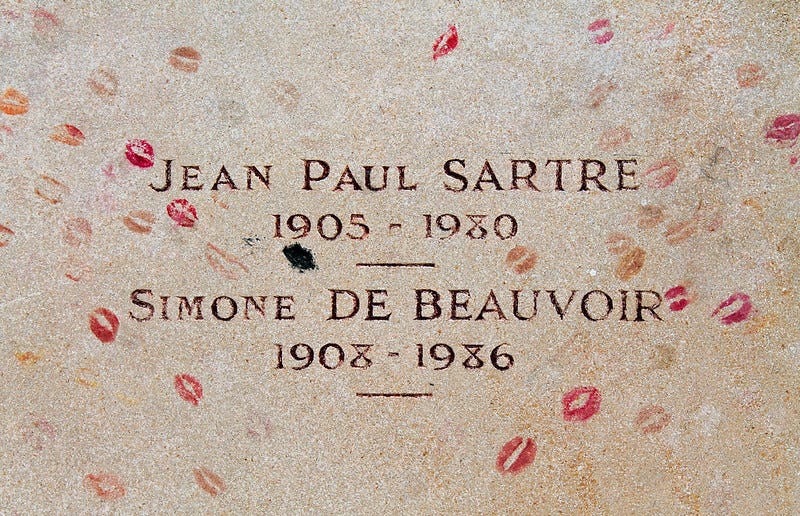 JEAN PAUL SARTRE
1905 - 1980
SIMONE DE BEAUVOIR
1908 - 1986